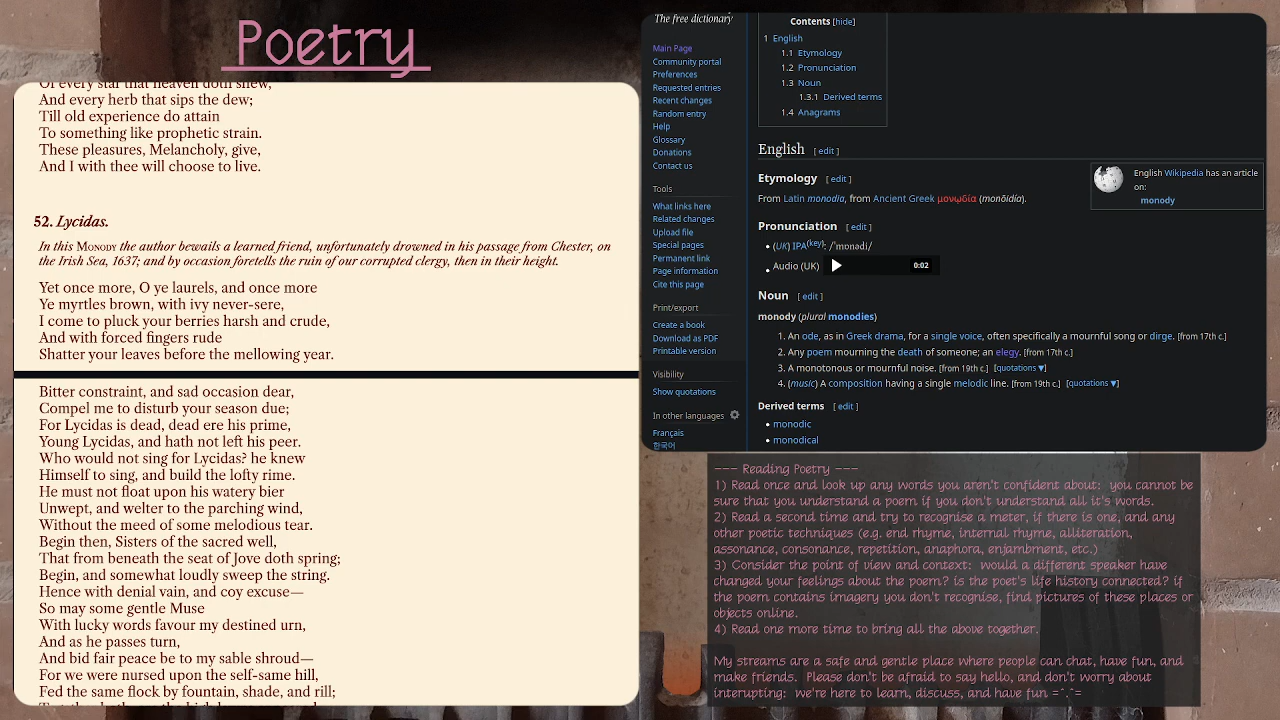 Poetry
Of every star that heaven doth shew,
And every herb that sips the dew;
Till old experience do attain
To something like prophetic strain.
These pleasures, Melancholy, give,
And I with thee will choose to live.
52. Lycidas.
In this Monody the author bewails a learned friend, unfortunately drowned in his passage from Chester, on
the Irish Sea, 1637; and by occasion foretells the ruin of our corrupted clergy, then in their height.
Yet once more, O ye laurels, and once more
Ye myrtles brown, with ivy never-sere,
I come to pluck your berries harsh and crude,
And with forced fingers rude
Shatter your leaves before the mellowing year.
Bitter constraint, and sad occasion dear,
Compel me to disturb your season due;
For Lycidas is dead, dead ere his prime,
Young Lycidas, and hath not left his peer.
Who would not sing for Lycidas? he knew
Himself to sing, and build the lofty rime.
He must not float upon his watery bier
Unwept, and welter to the parching wind,
Without the meed of some melodious tear.
Begin then, Sisters of the sacred well,
That from beneath the seat of Jove doth spring;
Begin, and somewhat loudly sweep the string.
Hence with denial vain, and coy excuse—
So may some gentle Muse
With lucky words favour my destined urn,
And as he passes turn,
And bid fair peace be to my sable shroud—
For we were nursed upon the self-same hill,
Fed the same flock by fountain, shade, and rill;
The free dictionary
Main Page
Community portal
Preferences
Requested entries
Recent changes
Random entry
Help
Glossary
Donations
Contact us
Tools
What links here
Related changes
Upload file
Special pages
Permanent link
Page information
Cite this page
Print/export
Create a book
Download as PDF
Printable version
Visibility
Show quotations
In other languages
Français
한국어
Contents [hide]
1 English
1.1 Etymology
1.2 Pronunciation
1.3 Noun
1.3.1 Derived terms
1.4 Anagrams
English [ edit ]
Etymology [ edit ]
From Latin monodia, from Ancient Greek μονῳδία (monōidía).
English Wikipedia has an article
on:
monody
Pronunciation [ edit ]
• (UK) IPA(key): /ˈmɒnədi/
• Audio (UK) 0:02
Noun [ edit ]
monody (plural monodies)
1. An ode, as in Greek drama, for a single voice, often specifically a mournful song or dirge. [from 17th c.]
2. Any poem mourning the death of someone; an elegy. [from 17th c.]
3. A monotonous or mournful noise. [from 19th c.] [quotations ▼]
4. (music) A composition having a single melodic line. [from 19th c.] [quotations ▼]
Derived terms [ edit ]
• monodic
• monodical
--- Reading Poetry ---
1) Read once and look up any words you aren't confident about: you cannot be
sure that you understand a poem if you don't understand all it's words.
2) Read a second time and try to recognise a meter, if there is one, and any
other poetic techniques (e.g. end rhyme, internal rhyme, alliteration,
assonance, consonance, repetition, anaphora, enjambment, etc.)
3) Consider the point of view and context: would a different speaker have
changed your feelings about the poem? is the poet's life history connected? if
the poem contains imagery you don't recognise, find pictures of these places or
objects online.
4) Read one more time to bring all the above together.
My streams are a safe and gentle place where people can chat, have fun, and
make friends. Please don't be afraid to say hello, and don't worry about
interupting: we're here to learn, discuss, and have fun =^.^=